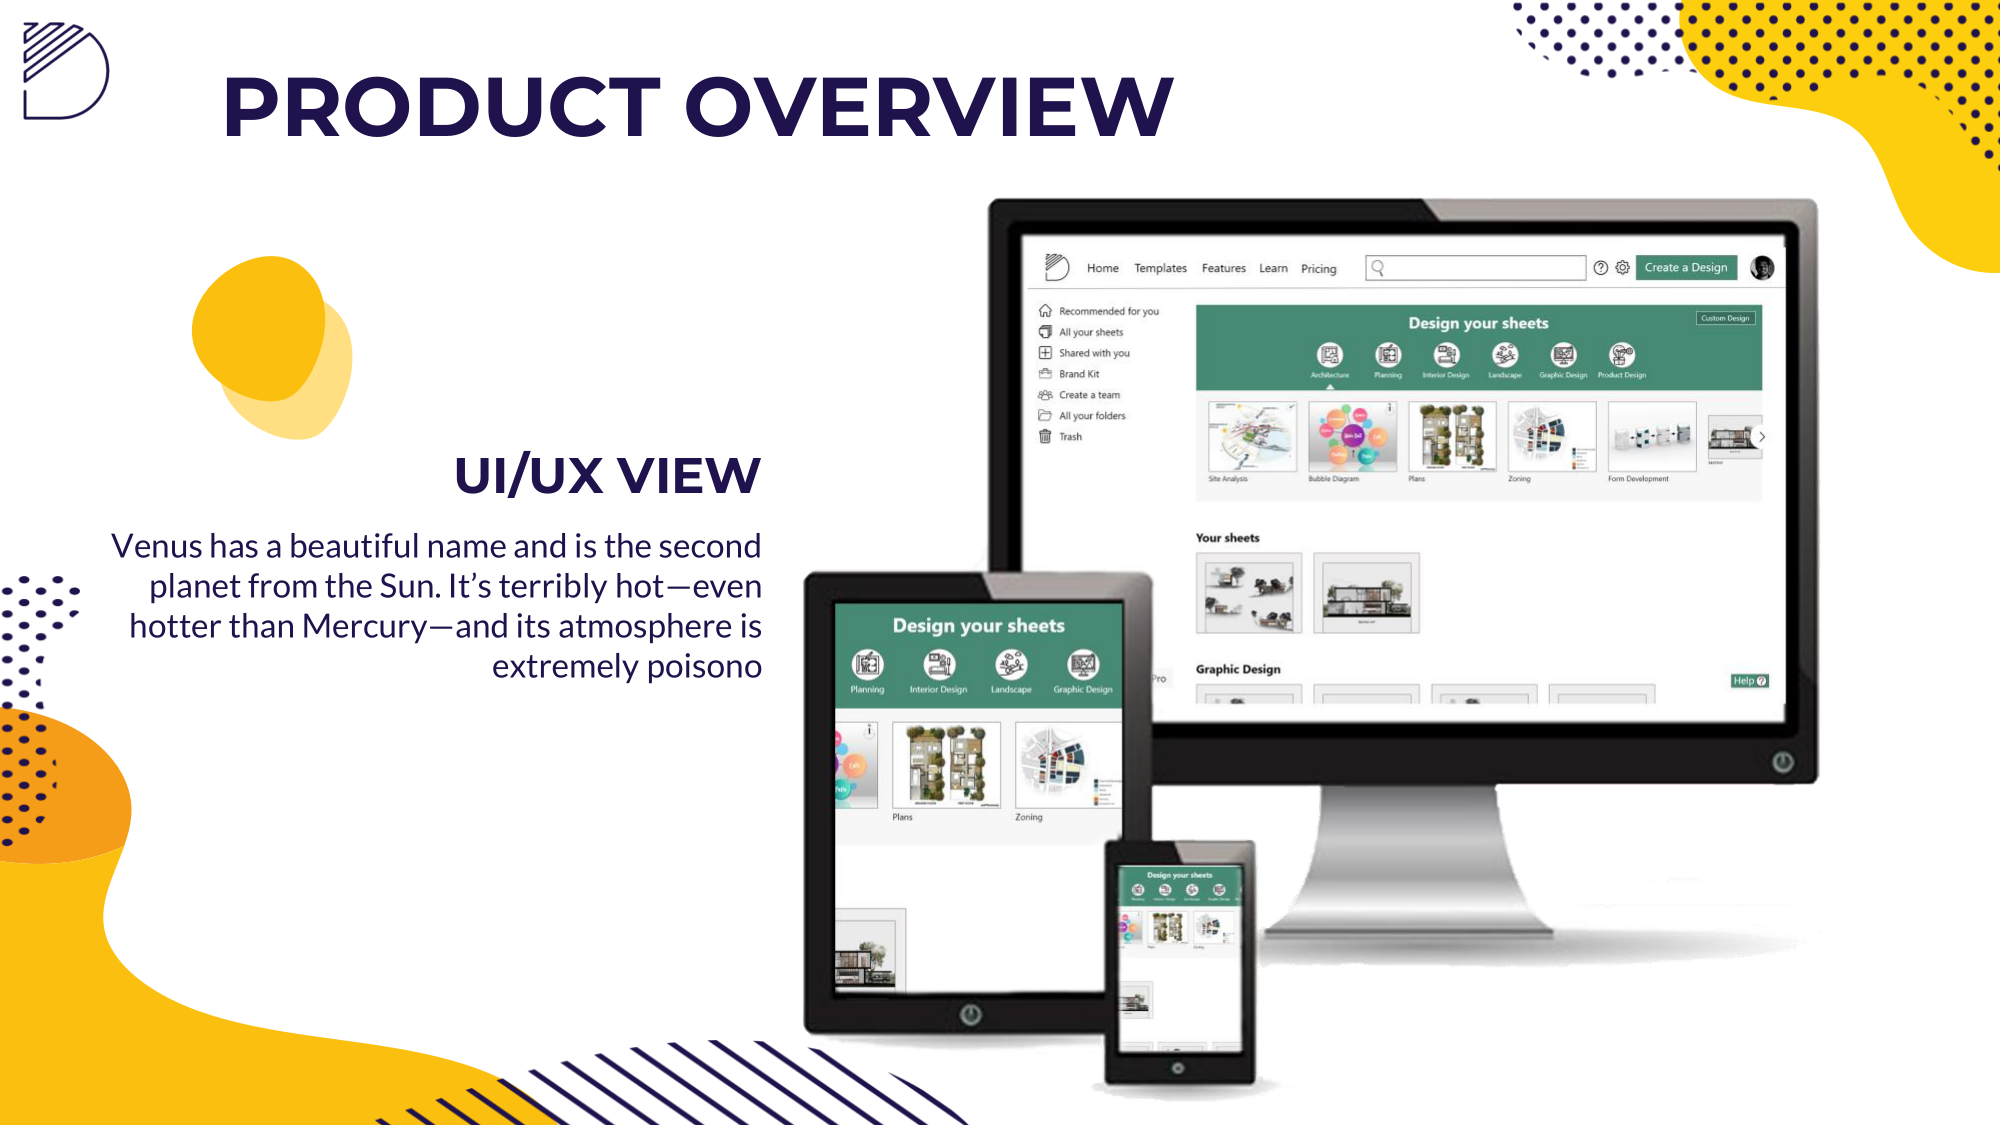 PRODUCT OVERVIEW
UI/UX VIEW
Venus has a beautiful name and is the second
planet from the Sun. It’s terribly hot—even
hotter than Mercury—and its atmosphere is
extremely poisono
Home Templates Features Learn Pricing
Create a Design
Recommended for you
All your sheets
Shared with you
Brand Kit
Create a team
All your folders
Trash
Design your sheets
Custom Design
Architecture Planning Interior Design Landscape Graphic Design Product Design
Site Analysis Bubble Diagram Plans Zoning Form Development
Your sheets
Graphic Design
Pro
Help ?
Design your sheets
Planning Interior Design Landscape Graphic Design
Plans Zoning
Design your sheets